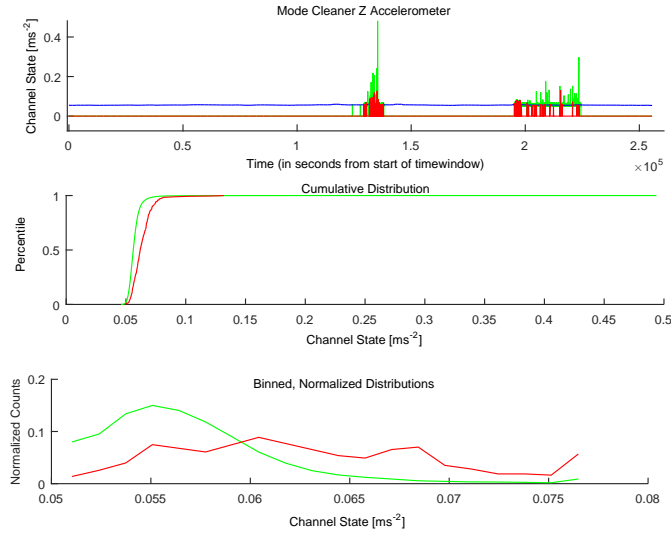 Mode Cleaner Z Accelerometer
Channel State [ms-2]
0.4
0.2
0
0 0.5 1 1.5 2 2.5
Time (in seconds from start of timewindow)
×10^5
Cumulative Distribution
Percentile
1
0.5
0
0 0.05 0.1 0.15 0.2 0.25 0.3 0.35 0.4 0.45 0.5
Channel State [ms-2]
Binned, Normalized Distributions
Normalized Counts
0.2
0.1
0
0.05 0.055 0.06 0.065 0.07 0.075 0.08
Channel State [ms-2]